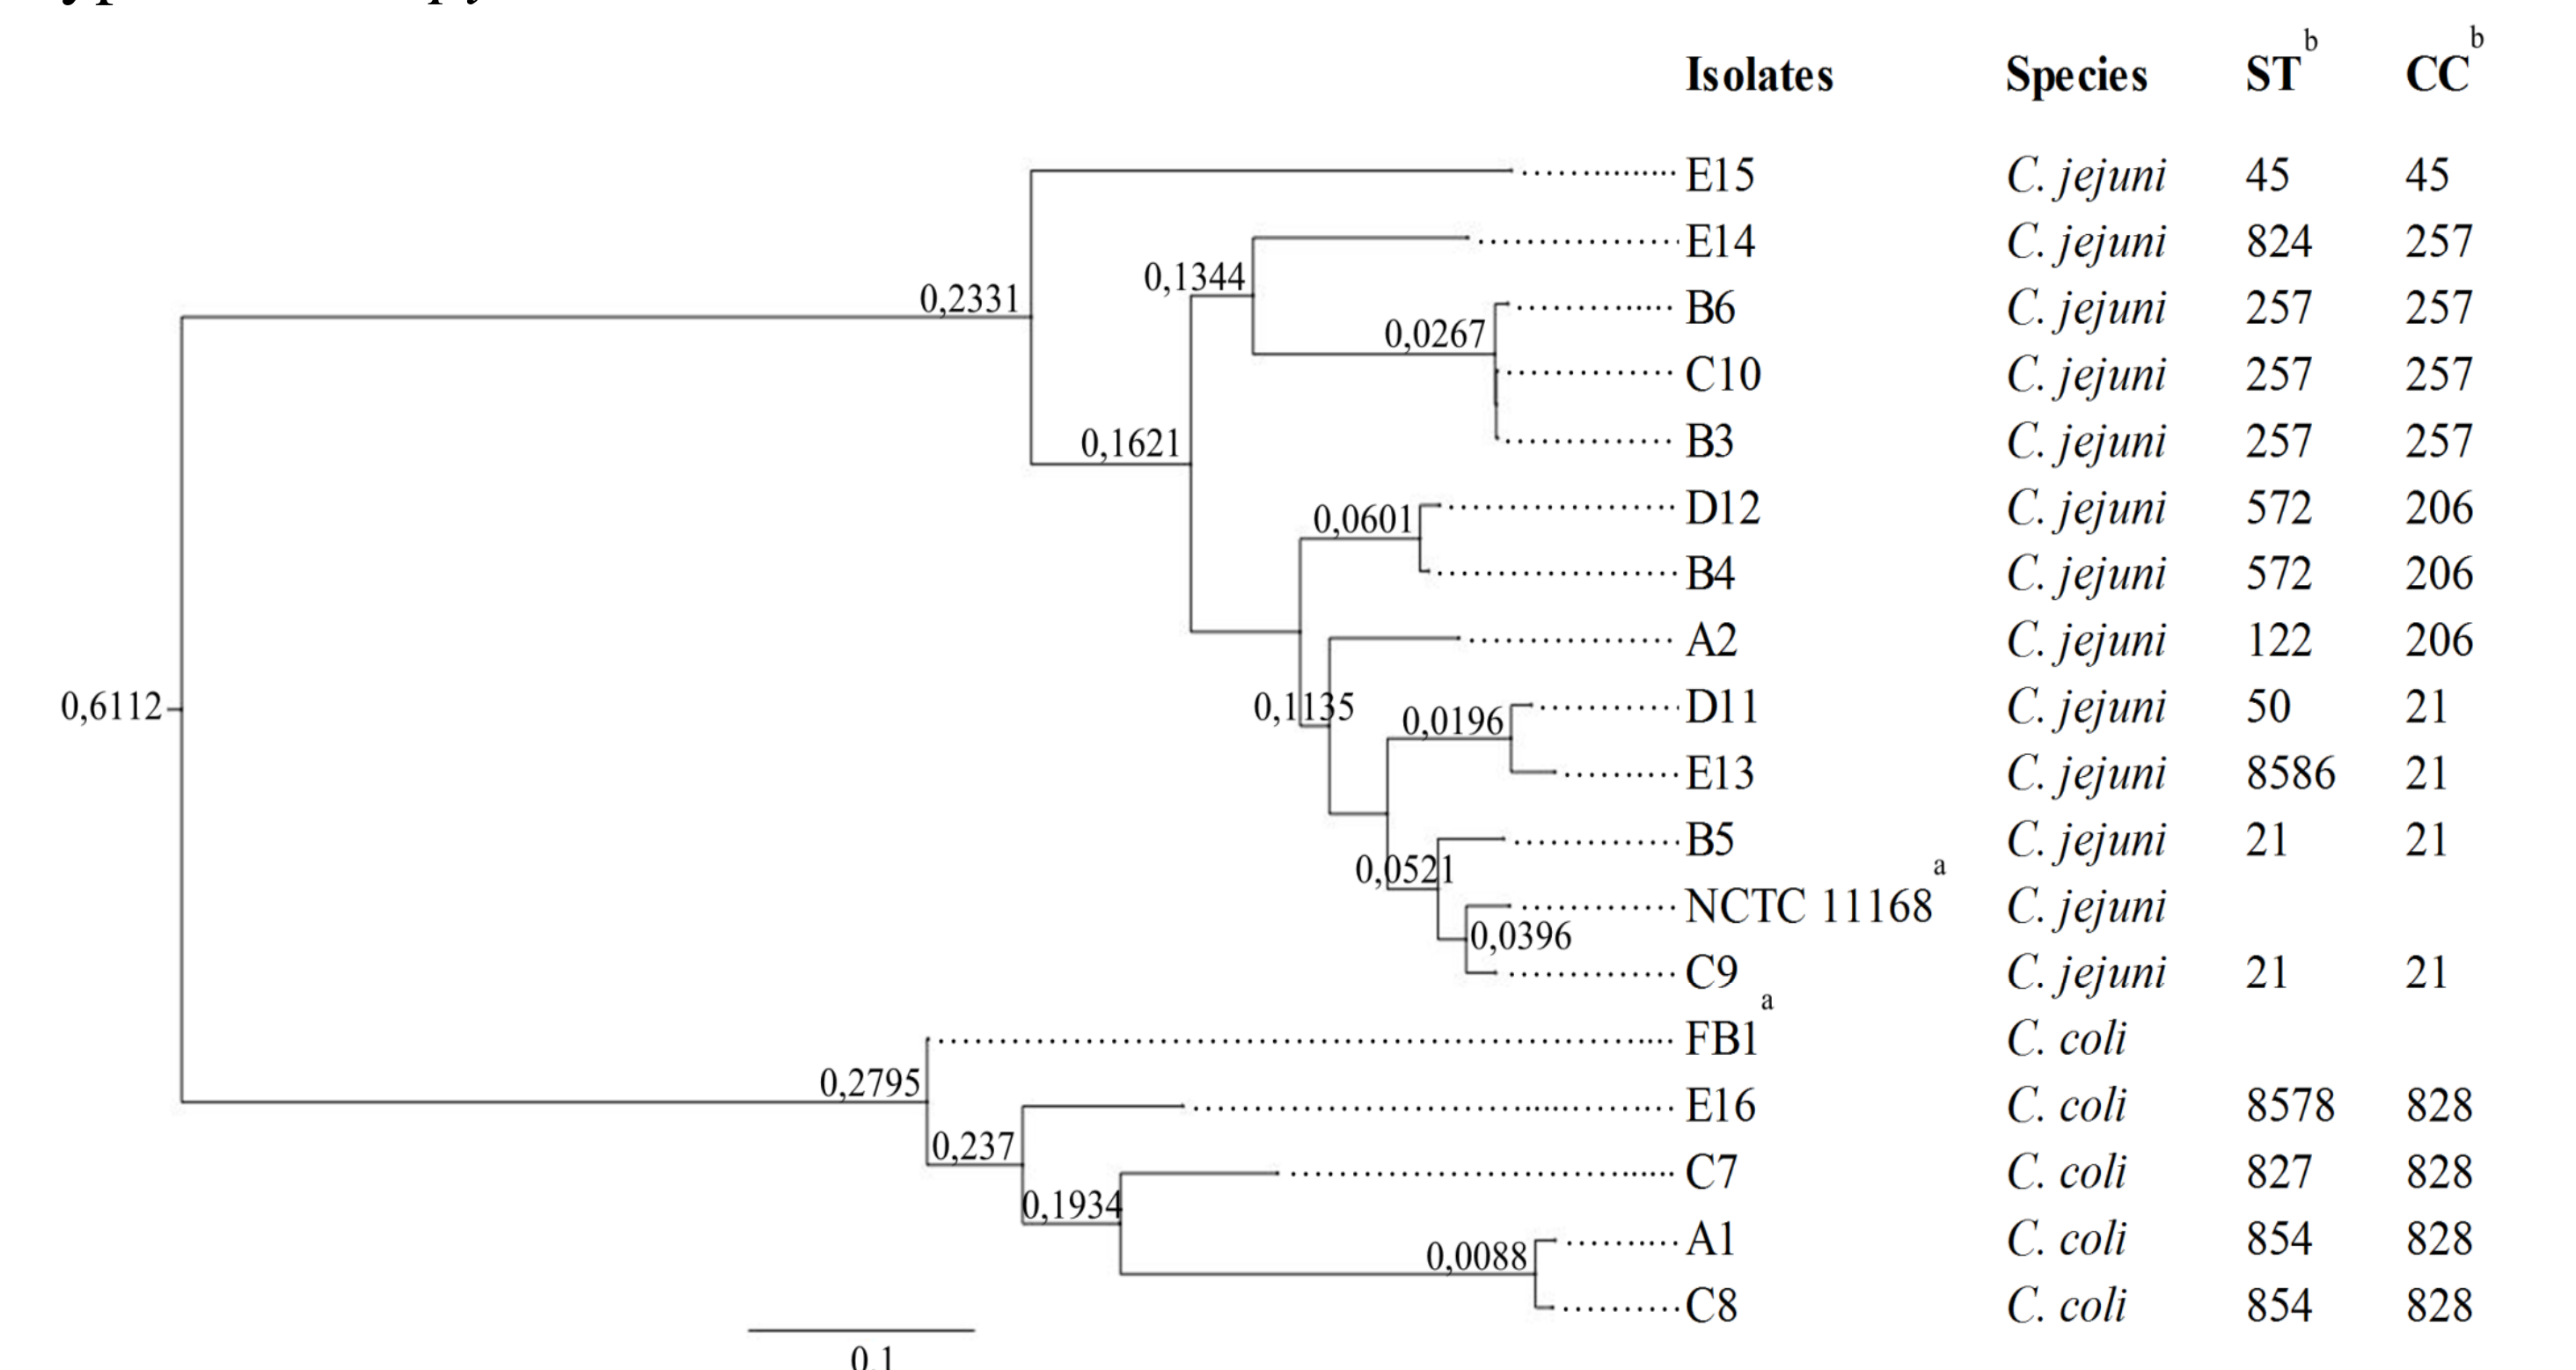 Isolates Species ST b CC b
E15 C. jejuni 45 45
E14 C. jejuni 824 257
0,1344
0,2331
B6 C. jejuni 257 257
0,0267
C10 C. jejuni 257 257
0,1621
B3 C. jejuni 257 257
D12 C. jejuni 572 206
0,0601
B4 C. jejuni 572 206
A2 C. jejuni 122 206
0,6112
0,1135
D11 C. jejuni 50 21
0,0196
E13 C. jejuni 8586 21
B5 C. jejuni 21 21
0,0521
NCTC 11168 a C. jejuni
0,0396
C9 C. jejuni 21 21
FB1 a C. coli
0,2795
E16 C. coli 8578 828
0,237
C7 C. coli 827 828
0,1934
A1 C. coli 854 828
0,0088
C8 C. coli 854 828
0.1